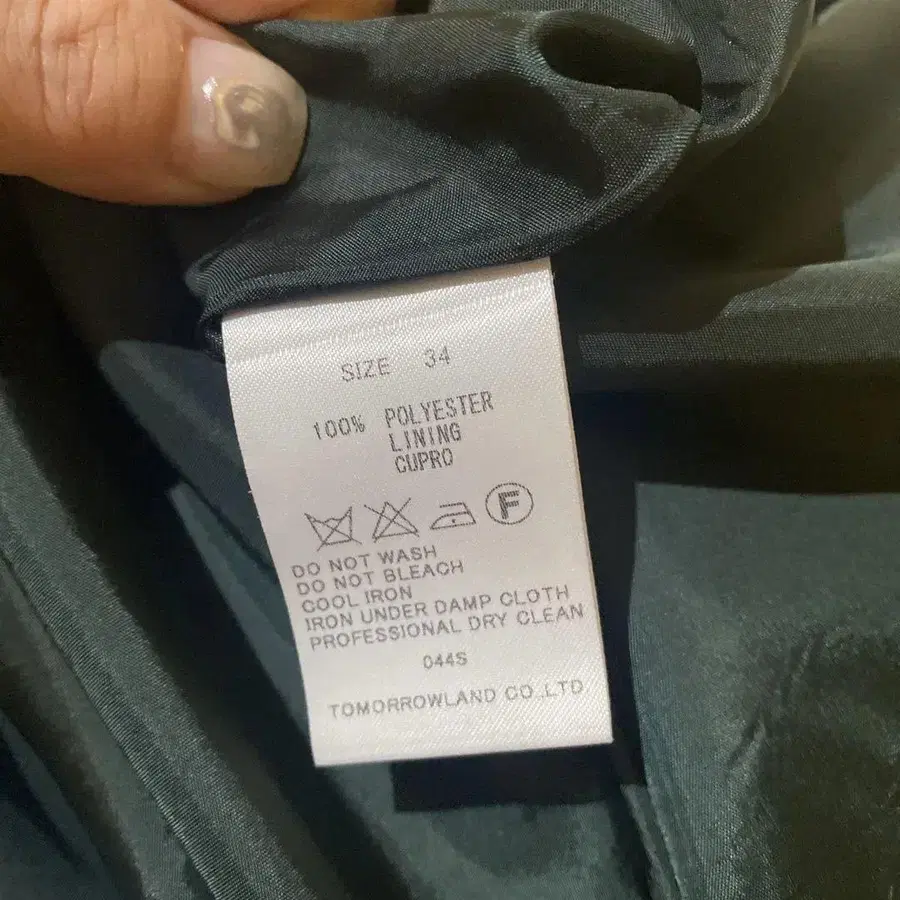 SIZE 34
100% POLYESTER
LINING
CUPRO
F
DO NOT WASH
DO NOT BLEACH
COOL IRON
IRON UNDER DAMP CLOTH
PROFESSIONAL DRY CLEAN
044S
TOMORROWLAND CO.,LTD